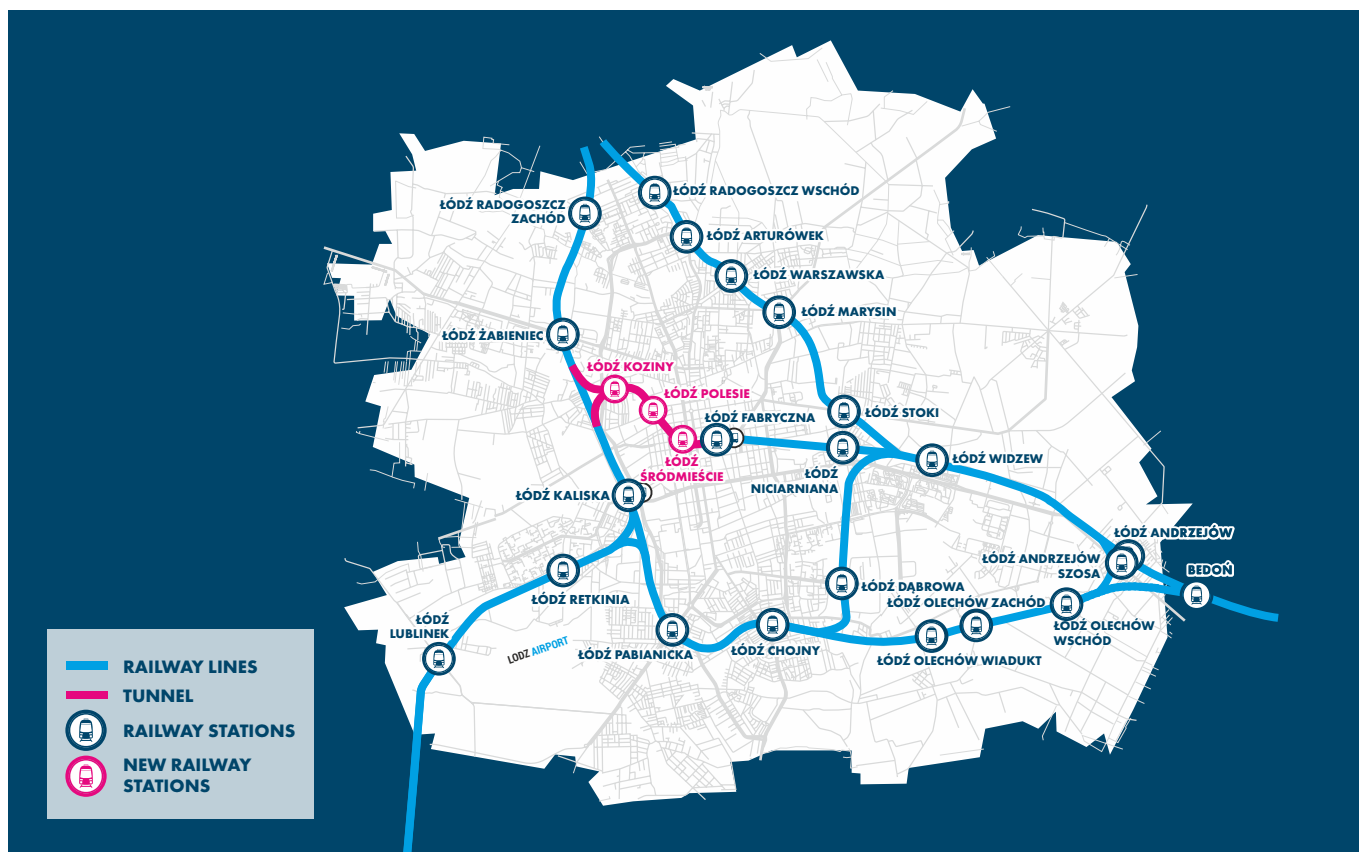 ŁÓDŹ RADOGOSZCZ WSCHÓD
ŁÓDŹ RADOGOSZCZ
ZACHÓD
ŁÓDŹ ARTURÓWEK
ŁÓDŹ WARSZAWSKA
ŁÓDŹ MARYSIN
ŁÓDŹ ŻABIENIEC
ŁÓDŹ KOZINY
ŁÓDŹ POLESIE
ŁÓDŹ FABRYCZNA
ŁÓDŹ STOKI
ŁÓDŹ
ŚRÓDMIEŚCIE
ŁÓDŹ
NICIARNIANA
ŁÓDŹ WIDZEW
ŁÓDŹ KALISKA
ŁÓDŹ ANDRZEJÓW
ŁÓDŹ ANDRZEJÓW
SZOSA
BEDOŃ
ŁÓDŹ RETKINIA
ŁÓDŹ DĄBROWA
ŁÓDŹ OLECHÓW ZACHÓD
ŁÓDŹ OLECHÓW
WSCHÓD
ŁÓDŹ
LUBLINEK
LODZ AIRPORT
ŁÓDŹ PABIANICKA
ŁÓDŹ CHOJNY
ŁÓDŹ OLECHÓW WIADUKT
RAILWAY LINES
TUNNEL
RAILWAY STATIONS
NEW RAILWAY
STATIONS